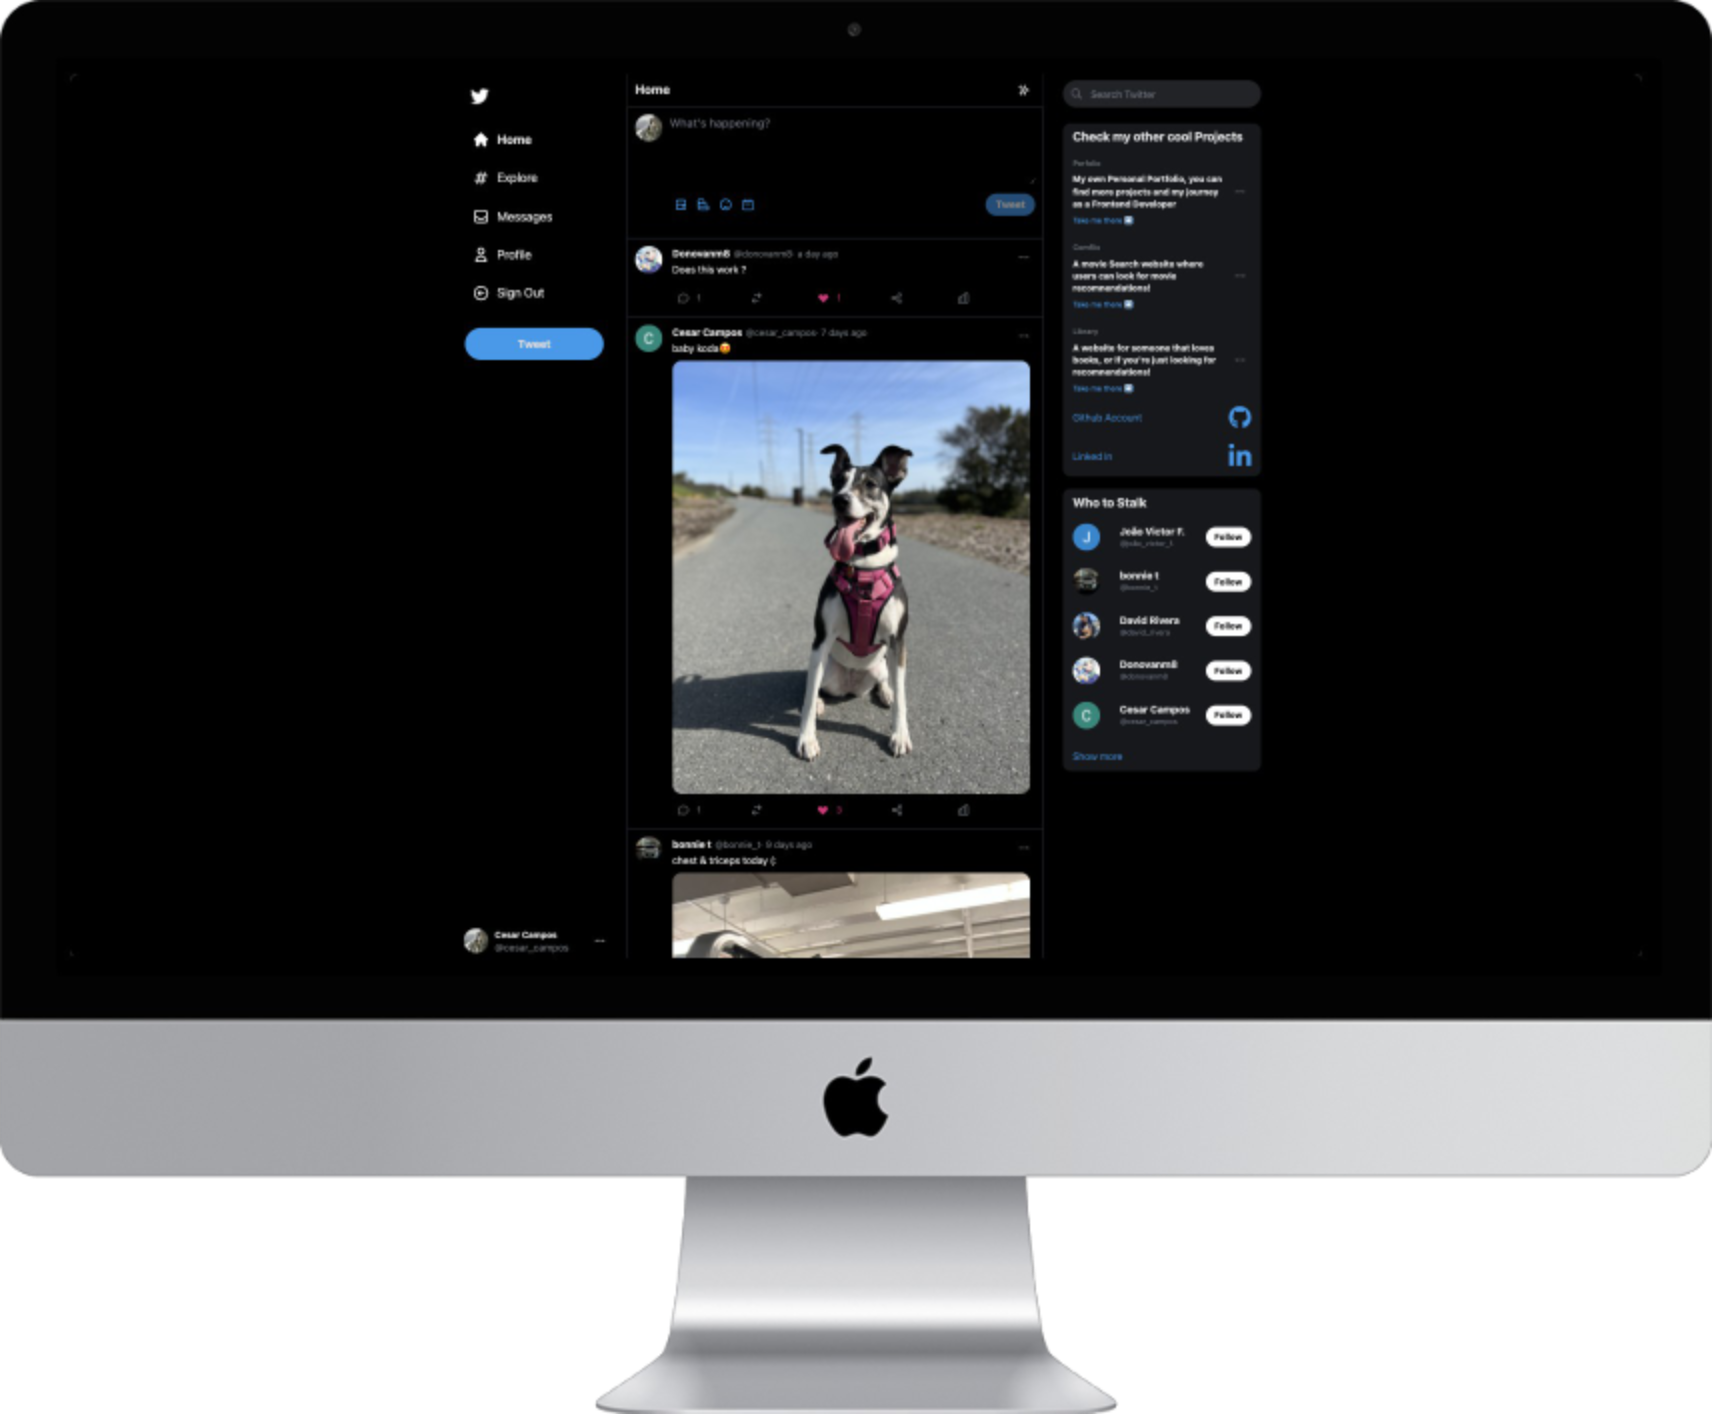 Home
Explore
Messages
Profile
Sign Out
Tweet
Cesar Campos
@cesar_campos
Home
What's happening?
Tweet
Donovanm8 @donovanm8· a day ago
Does this work ?
1
1
C
Cesar Campos @cesar_campos· 7 days ago
baby koda
1
3
bonnie t @bonnie_t· 9 days ago
chest & triceps today (:
Search Twitter
Check my other cool Projects
My own Personal Portfolio, you can
find more projects and my journey
as a Frontend Developer
Take me there
A movie Search website where
users can look for movie
recommendations!
Take me there
Library
A website for someone that loves
books, or if you're just looking for
recommendations!
Take me there
Github Account
Linked in
in
Who to Stalk
J
João Victor F.
@joão_victor_f.
Follow
bonnie t
@bonnie_t
Follow
David Rivera
@david_rivera
Follow
Donovanm8
@donovanm8
Follow
C
Cesar Campos
@cesar_campos
Follow
Show more